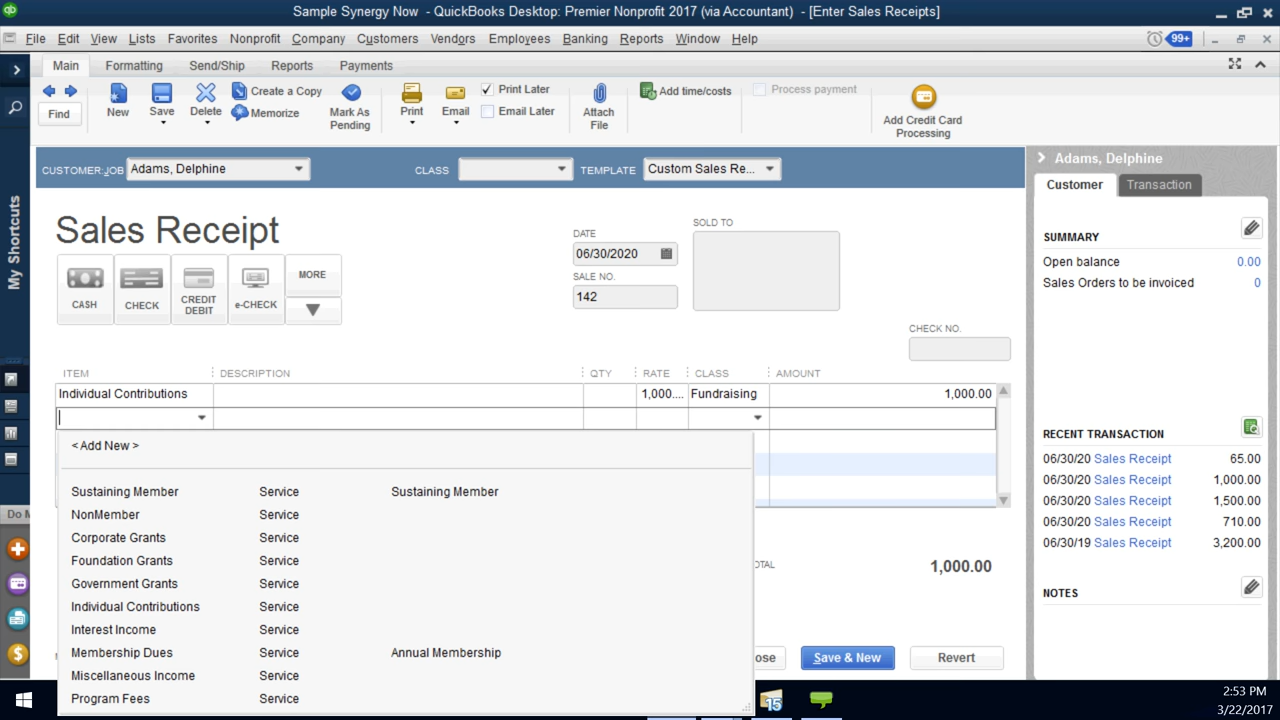 Sample Synergy Now - QuickBooks Desktop: Premier Nonprofit 2017 (via Accountant) - [Enter Sales Receipts]
qb
File Edit View Lists Favorites Nonprofit Company Customers Vendors Employees Banking Reports Window Help
99+
Main Formatting Send/Ship Reports Payments
Find
New
Save
Delete
Create a Copy
Memorize
Mark As
Pending
Print
Email
Print Later
Email Later
Attach
File
Add time/costs
Process payment
Add Credit Card
Processing
My Shortcuts
Do M
CUSTOMER:JOB Adams, Delphine CLASS TEMPLATE Custom Sales Re...
Sales Receipt
CASH
CHECK
CREDIT
DEBIT
e-CHECK
MORE
DATE
06/30/2020
SALE NO.
142
SOLD TO
CHECK NO.
ITEM DESCRIPTION QTY RATE CLASS AMOUNT
Individual Contributions 1,000.... Fundraising 1,000.00
< Add New >
Sustaining Member Service Sustaining Member
NonMember Service
Corporate Grants Service
Foundation Grants Service
Government Grants Service
Individual Contributions Service
Interest Income Service
Membership Dues Service Annual Membership
Miscellaneous Income Service
Program Fees Service
OTAL 1,000.00
ose Save & New Revert
Adams, Delphine
Customer Transaction
SUMMARY
Open balance 0.00
Sales Orders to be invoiced 0
RECENT TRANSACTION
06/30/20 Sales Receipt 65.00
06/30/20 Sales Receipt 1,000.00
06/30/20 Sales Receipt 1,500.00
06/30/20 Sales Receipt 710.00
06/30/19 Sales Receipt 3,200.00
NOTES
15
2:53 PM
3/22/2017